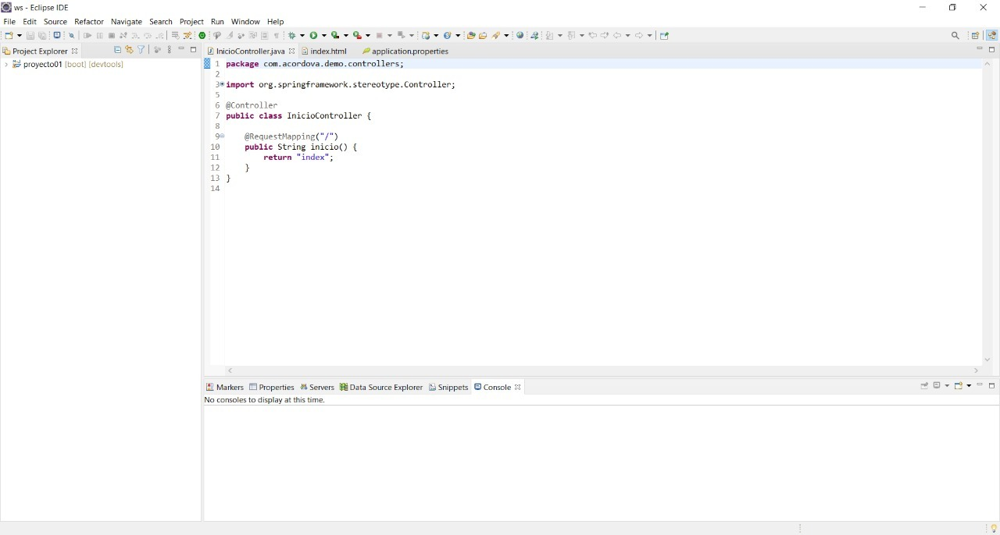 ws - Eclipse IDE
File Edit Source Refactor Navigate Search Project Run Window Help
Project Explorer
proyecto01 [boot] [devtools]
InicioController.java index.html application.properties
1 package com.acordova.demo.controllers;
2
3 import org.springframework.stereotype.Controller;
5
6 @Controller
7 public class InicioController {
8
9 @RequestMapping("/")
10 public String inicio() {
11 return "index";
12 }
13 }
14
Markers Properties Servers Data Source Explorer Snippets Console
No consoles to display at this time.